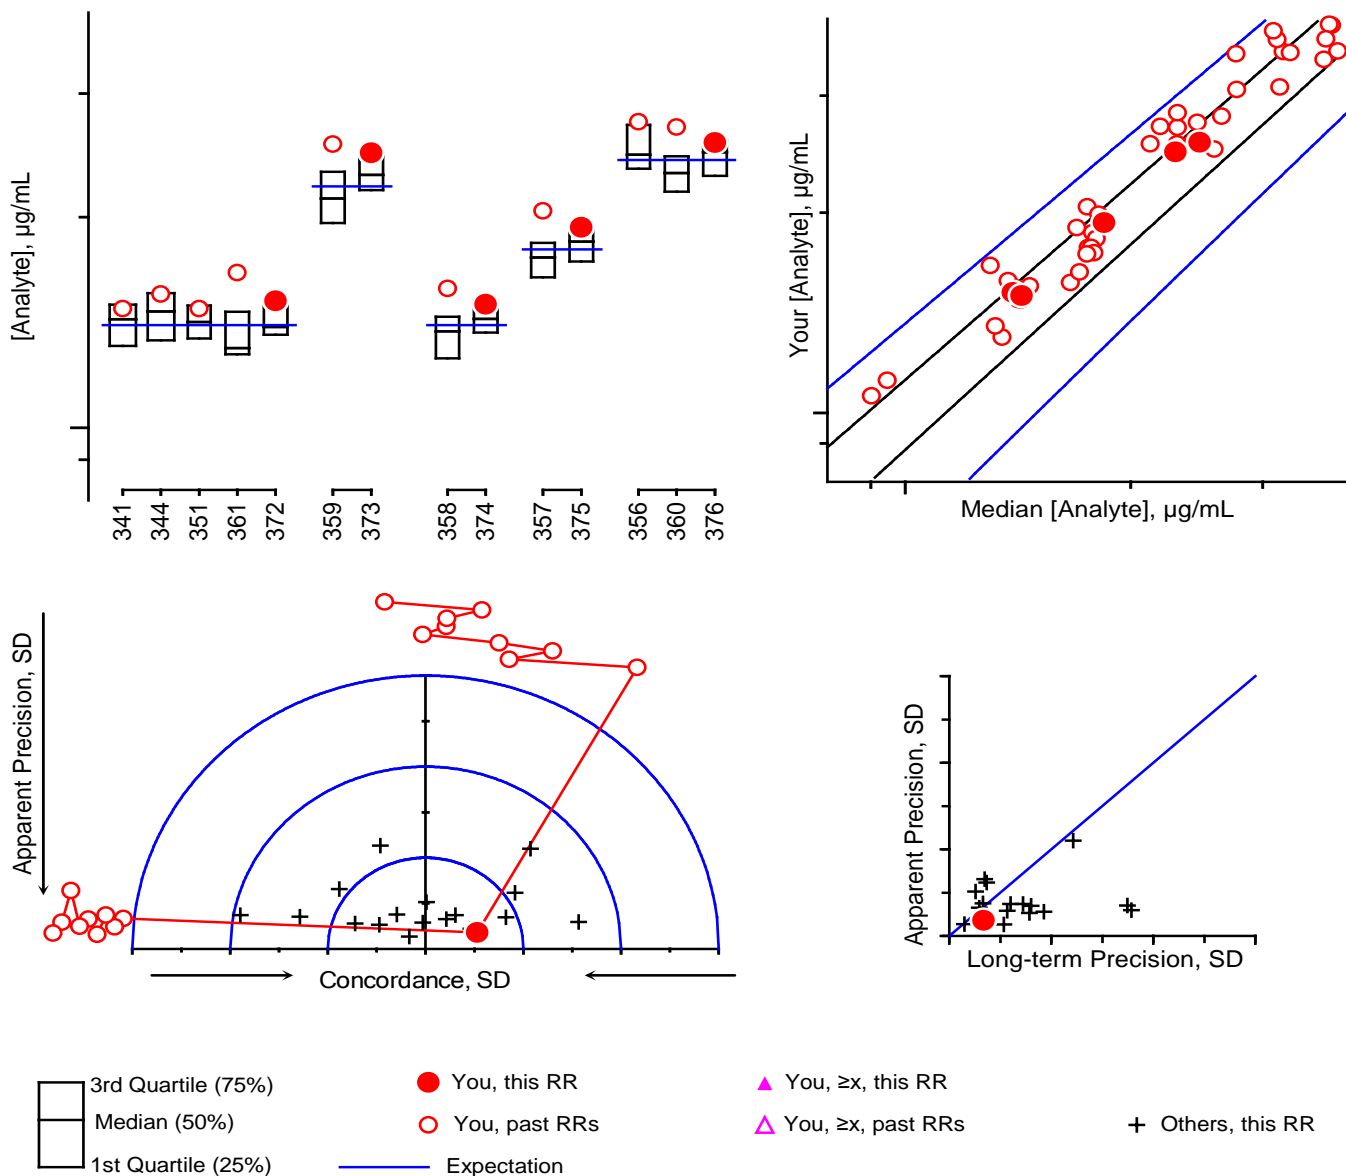 [Analyte], µg/mL
341
344
351
361
372
359
373
358
374
357
375
356
360
376
Your [Analyte], µg/mL
Median [Analyte], µg/mL
Apparent Precision, SD
Concordance, SD
Apparent Precision, SD
Long-term Precision, SD
3rd Quartile (75%)
Median (50%)
1st Quartile (25%)
You, this RR
You, past RRs
Expectation
You, ≥x, this RR
You, ≥x, past RRs
Others, this RR